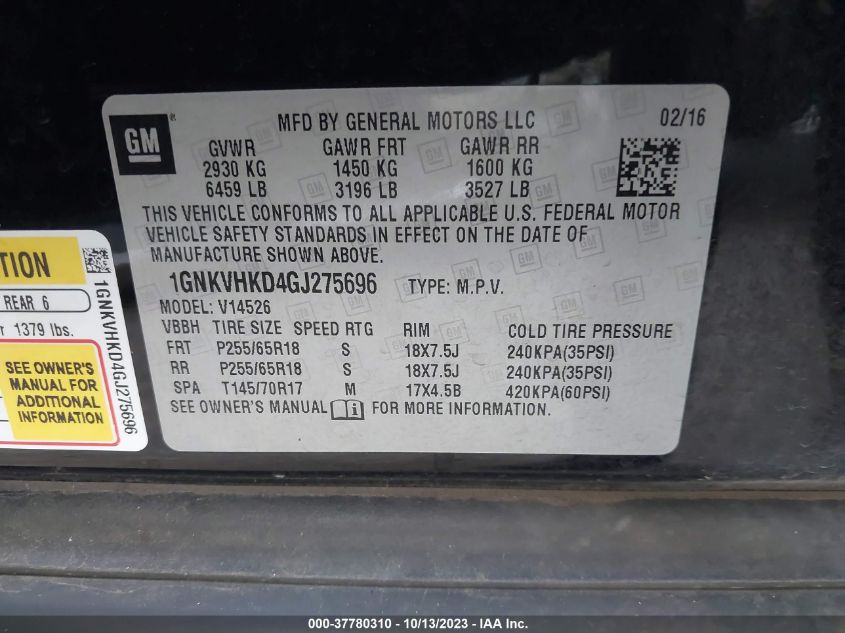 GM
MFD BY GENERAL MOTORS LLC 02/16
GVWR GAWR FRT GAWR RR
2930 KG 1450 KG 1600 KG
6459 LB 3196 LB 3527 LB
THIS VEHICLE CONFORMS TO ALL APPLICABLE U.S. FEDERAL MOTOR
VEHICLE SAFETY STANDARDS IN EFFECT ON THE DATE OF
MANUFACTURE SHOWN ABOVE.
1GNKVHKD4GJ275696 TYPE: M.P.V.
MODEL: V14526
VBBH TIRE SIZE SPEED RTG RIM COLD TIRE PRESSURE
FRT P255/65R18 S 18X7.5J 240KPA(35PSI)
RR P255/65R18 S 18X7.5J 240KPA(35PSI)
SPA T145/70R17 M 17X4.5B 420KPA(60PSI)
SEE OWNER'S MANUAL FOR MORE INFORMATION.
REAR 6
1379 lbs.
SEE OWNER'S
MANUAL FOR
ADDITIONAL
INFORMATION
1GNKVHKD4GJ275696
000-37780310 - 10/13/2023 - IAA Inc.